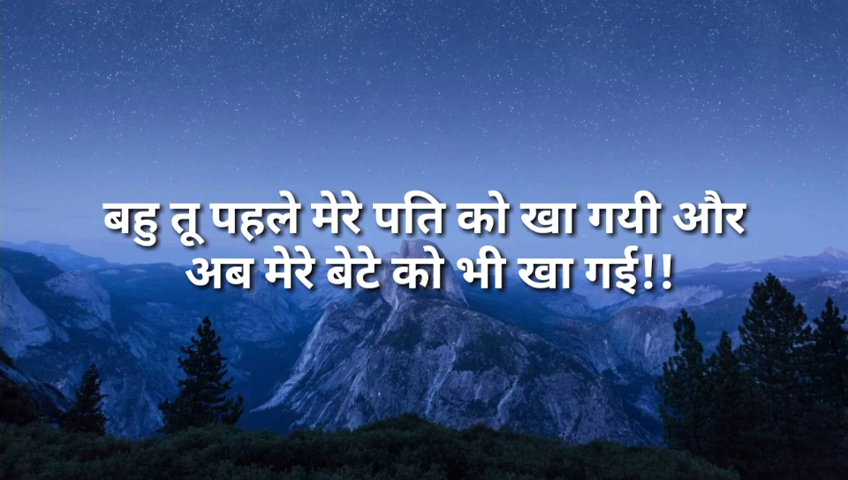 बहु तू पहले मेरे पति को खा गयी और
अब मेरे बेटे को भी खा गई!!